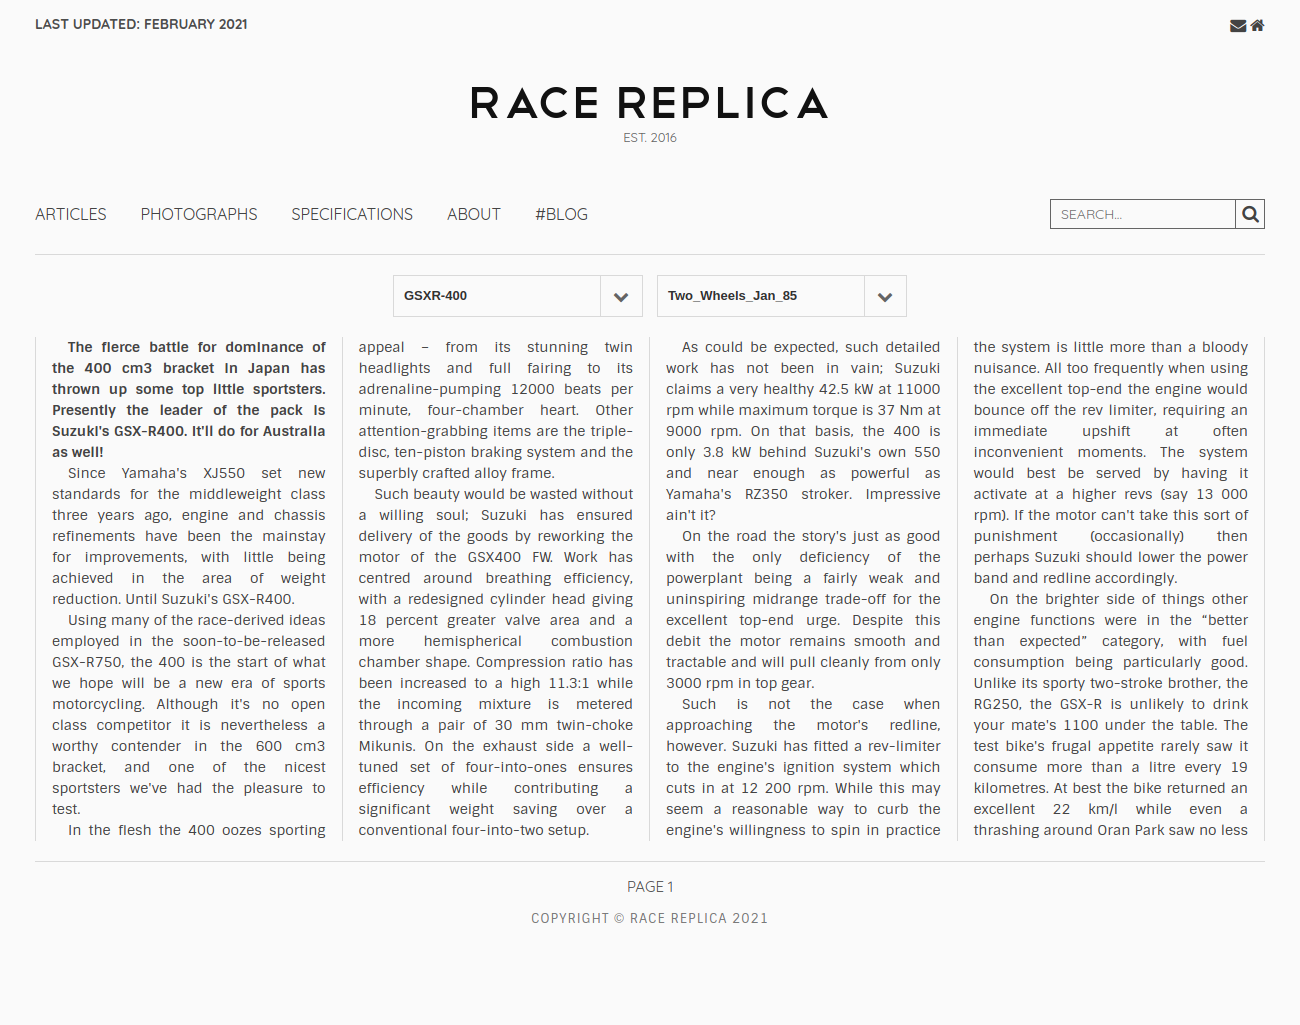 LAST UPDATED: FEBRUARY 2021
RACE REPLICA
EST. 2016
ARTICLES PHOTOGRAPHS SPECIFICATIONS ABOUT #BLOG SEARCH...
GSXR-400 Two_Wheels_Jan_85
The fierce battle for dominance of
the 400 cm3 bracket in Japan has
thrown up some top little sportsters.
Presently the leader of the pack is
Suzuki's GSX-R400. It'll do for Australia
as well!
Since Yamaha's XJ550 set new
standards for the middleweight class
three years ago, engine and chassis
refinements have been the mainstay
for improvements, with little being
achieved in the area of weight
reduction. Until Suzuki's GSX-R400.
Using many of the race-derived ideas
employed in the soon-to-be-released
GSX-R750, the 400 is the start of what
we hope will be a new era of sports
motorcycling. Although it's no open
class competitor it is nevertheless a
worthy contender in the 600 cm3
bracket, and one of the nicest
sportsters we've had the pleasure to
test.
In the flesh the 400 oozes sporting
appeal – from its stunning twin
headlights and full fairing to its
adrenaline-pumping 12000 beats per
minute, four-chamber heart. Other
attention-grabbing items are the triple-
disc, ten-piston braking system and the
superbly crafted alloy frame.
Such beauty would be wasted without
a willing soul; Suzuki has ensured
delivery of the goods by reworking the
motor of the GSX400 FW. Work has
centred around breathing efficiency,
with a redesigned cylinder head giving
18 percent greater valve area and a
more hemispherical combustion
chamber shape. Compression ratio has
been increased to a high 11.3:1 while
the incoming mixture is metered
through a pair of 30 mm twin-choke
Mikunis. On the exhaust side a well-
tuned set of four-into-ones ensures
efficiency while contributing a
significant weight saving over a
conventional four-into-two setup.
As could be expected, such detailed
work has not been in vain; Suzuki
claims a very healthy 42.5 kW at 11000
rpm while maximum torque is 37 Nm at
9000 rpm. On that basis, the 400 is
only 3.8 kW behind Suzuki's own 550
and near enough as powerful as
Yamaha's RZ350 stroker. Impressive
ain't it?
On the road the story's just as good
with the only deficiency of the
powerplant being a fairly weak and
uninspiring midrange trade-off for the
excellent top-end urge. Despite this
debit the motor remains smooth and
tractable and will pull cleanly from only
3000 rpm in top gear.
Such is not the case when
approaching the motor's redline,
however. Suzuki has fitted a rev-limiter
to the engine's ignition system which
cuts in at 12 200 rpm. While this may
seem a reasonable way to curb the
engine's willingness to spin in practice
the system is little more than a bloody
nuisance. All too frequently when using
the excellent top-end the engine would
bounce off the rev limiter, requiring an
immediate upshift at often
inconvenient moments. The system
would best be served by having it
activate at a higher revs (say 13 000
rpm). If the motor can't take this sort of
punishment (occasionally) then
perhaps Suzuki should lower the power
band and redline accordingly.
On the brighter side of things other
engine functions were in the “better
than expected” category, with fuel
consumption being particularly good.
Unlike its sporty two-stroke brother, the
RG250, the GSX-R is unlikely to drink
your mate's 1100 under the table. The
test bike's frugal appetite rarely saw it
consume more than a litre every 19
kilometres. At best the bike returned an
excellent 22 km/l while even a
thrashing around Oran Park saw no less
PAGE 1
COPYRIGHT © RACE REPLICA 2021